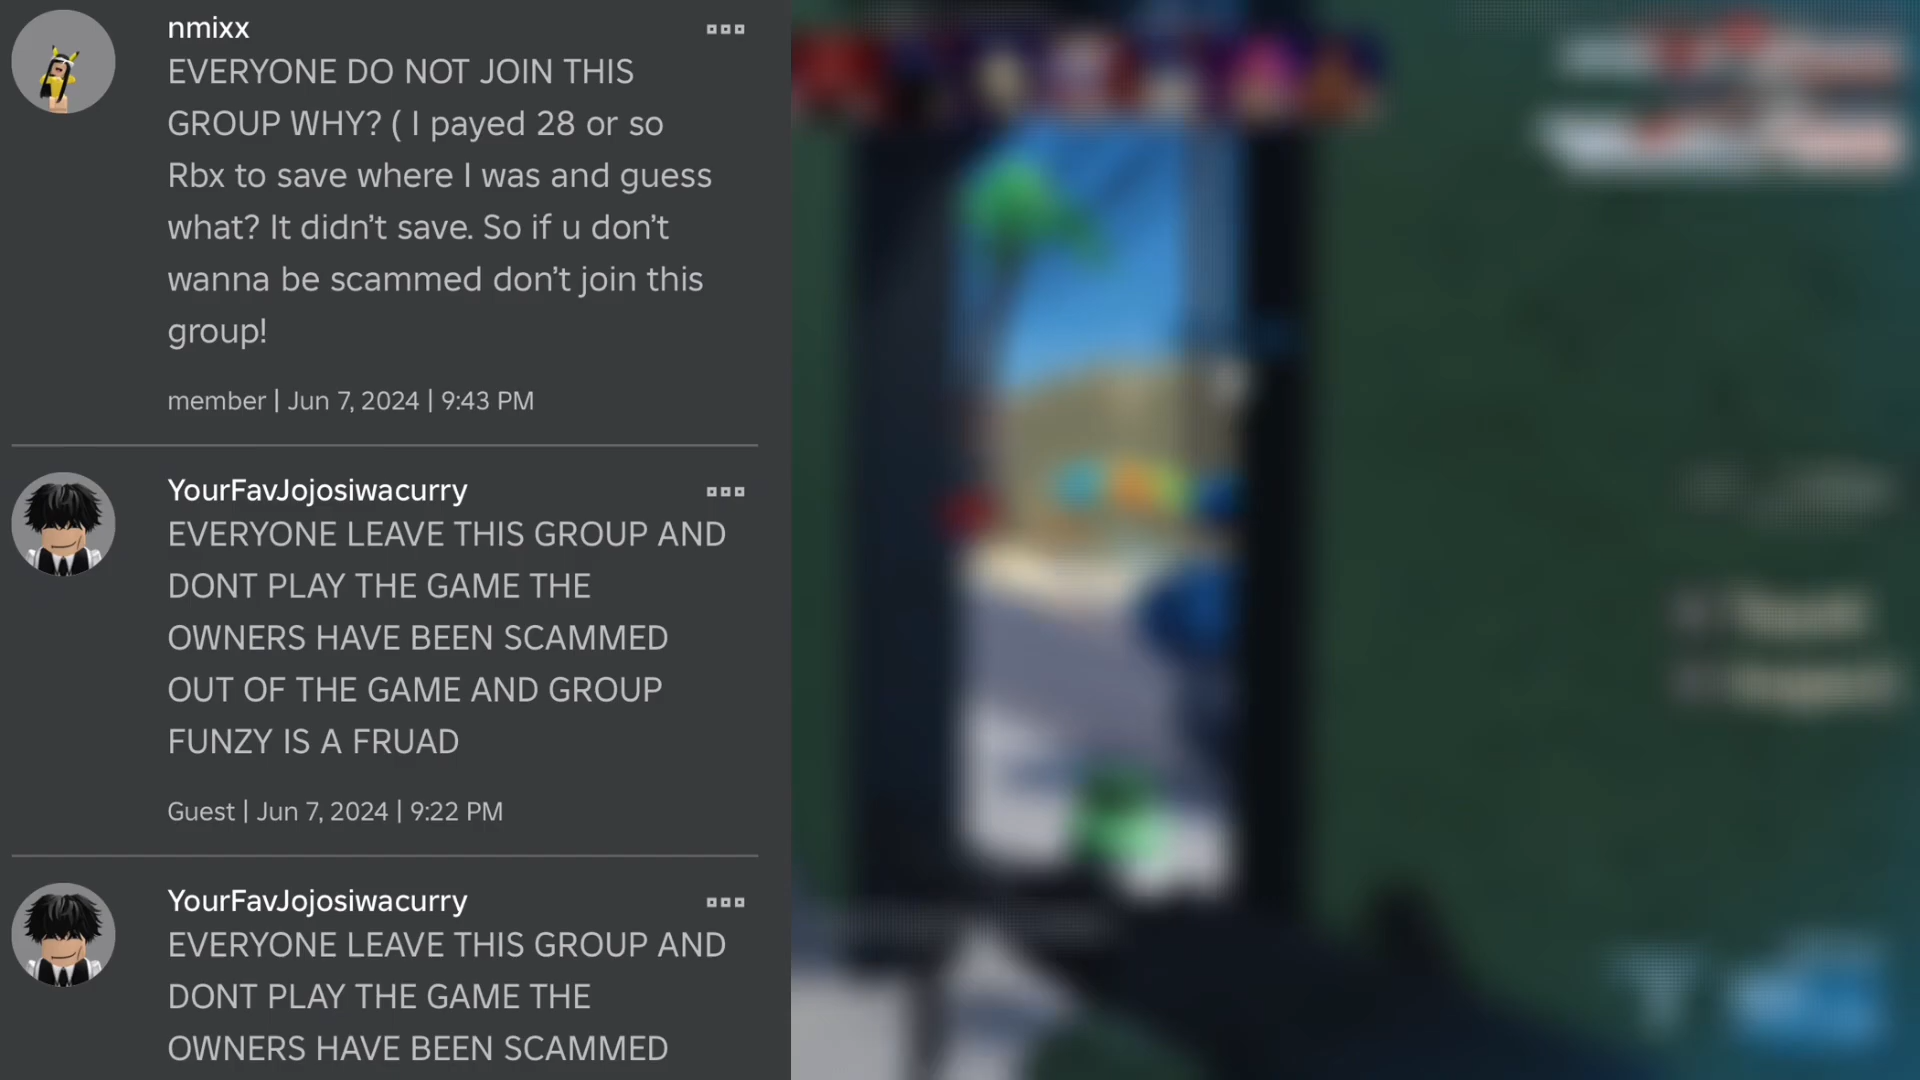 nmixx
EVERYONE DO NOT JOIN THIS
GROUP WHY? ( I payed 28 or so
Rbx to save where I was and guess
what? It didn’t save. So if u don’t
wanna be scammed don’t join this
group!
member | Jun 7, 2024 | 9:43 PM
YourFavJojosiwacurry
EVERYONE LEAVE THIS GROUP AND
DONT PLAY THE GAME THE
OWNERS HAVE BEEN SCAMMED
OUT OF THE GAME AND GROUP
FUNZY IS A FRUAD
Guest | Jun 7, 2024 | 9:22 PM
YourFavJojosiwacurry
EVERYONE LEAVE THIS GROUP AND
DONT PLAY THE GAME THE
OWNERS HAVE BEEN SCAMMED